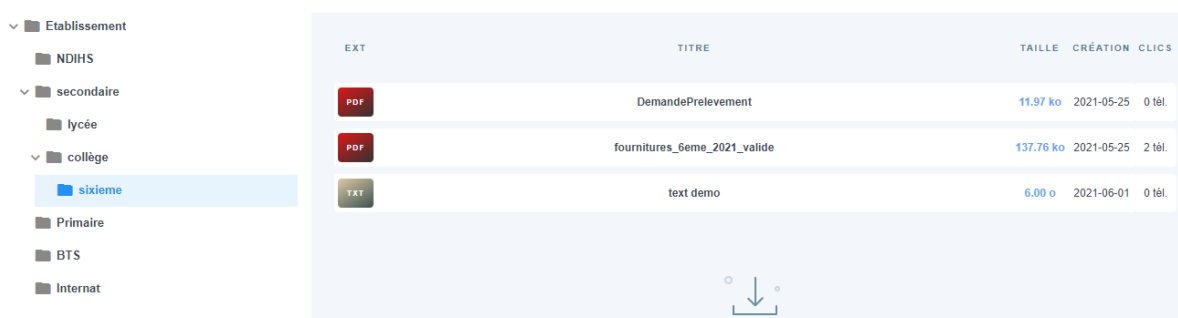 Etablissement
NDIHS
secondaire
lycée
collège
sixieme
Primaire
BTS
Internat
EXT TITRE TAILLE CRÉATION CLICS
PDF DemandePrelevement 11.97 ko 2021-05-25 0 tél.
PDF fournitures_6eme_2021_valide 137.76 ko 2021-05-25 2 tél.
TXT text demo 6.00 o 2021-06-01 0 tél.